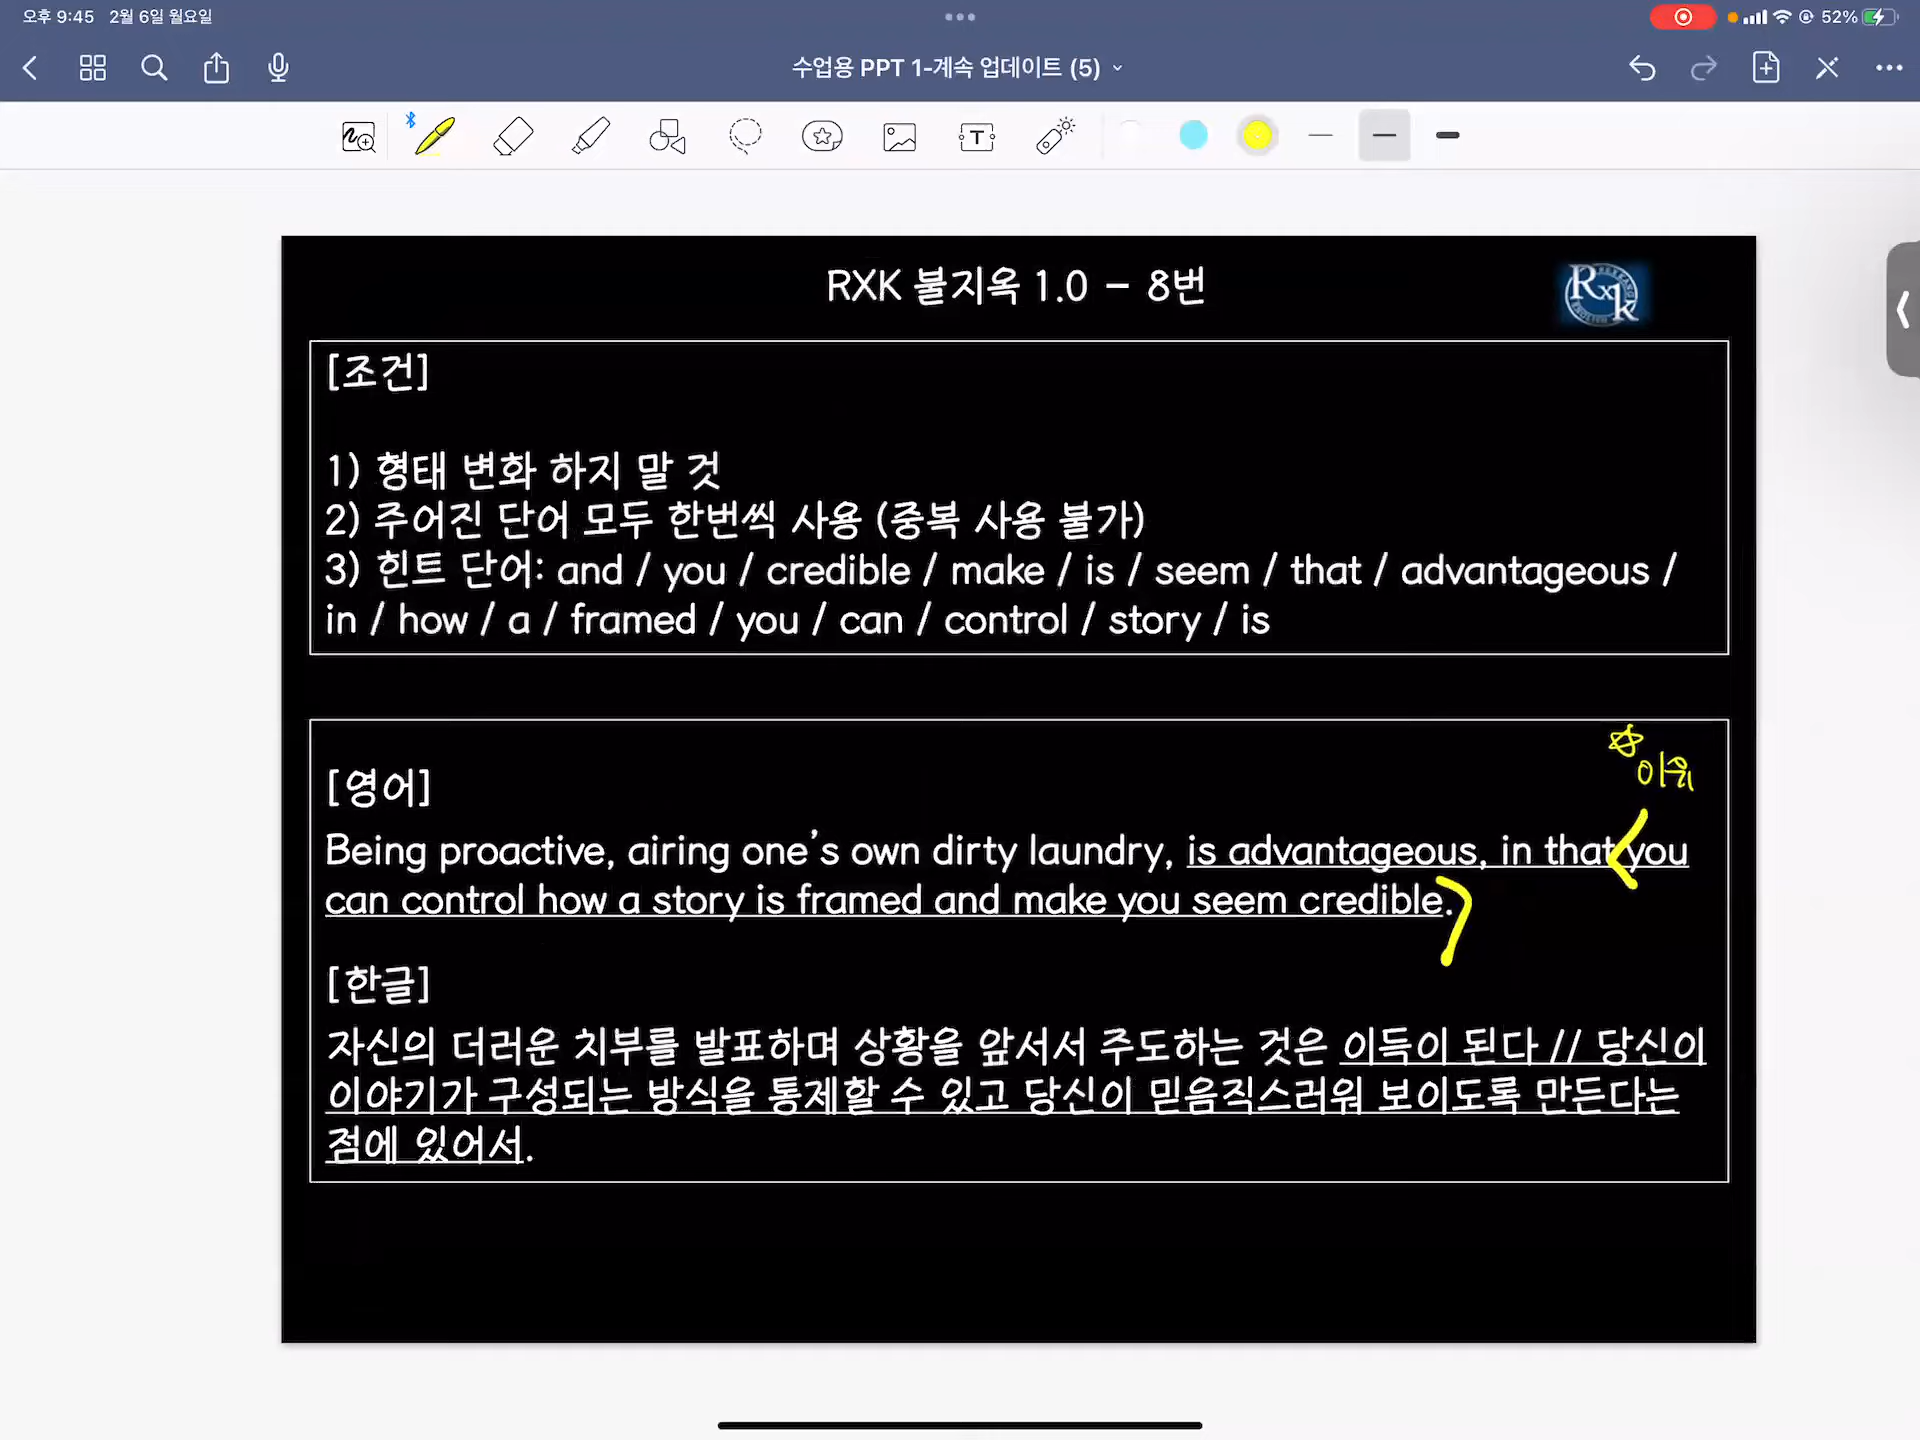 오후 9:45 2월 6일 월요일
52%
수업용 PPT 1-계속 업데이트 (5)
RXK 불지옥 1.0 – 8번
RxK
[조건]
1) 형태 변화 하지 말 것
2) 주어진 단어 모두 한번씩 사용 (중복 사용 불가)
3) 힌트 단어: and / you / credible / make / is / seem / that / advantageous /
in / how / a / framed / you / can / control / story / is
[영어]
Being proactive, airing one's own dirty laundry, is advantageous, in that you
can control how a story is framed and make you seem credible.
[한글]
자신의 더러운 치부를 발표하며 상황을 앞서서 주도하는 것은 이득이 된다 // 당신이
이야기가 구성되는 방식을 통제할 수 있고 당신이 믿음직스러워 보이도록 만든다는
점에 있어서.